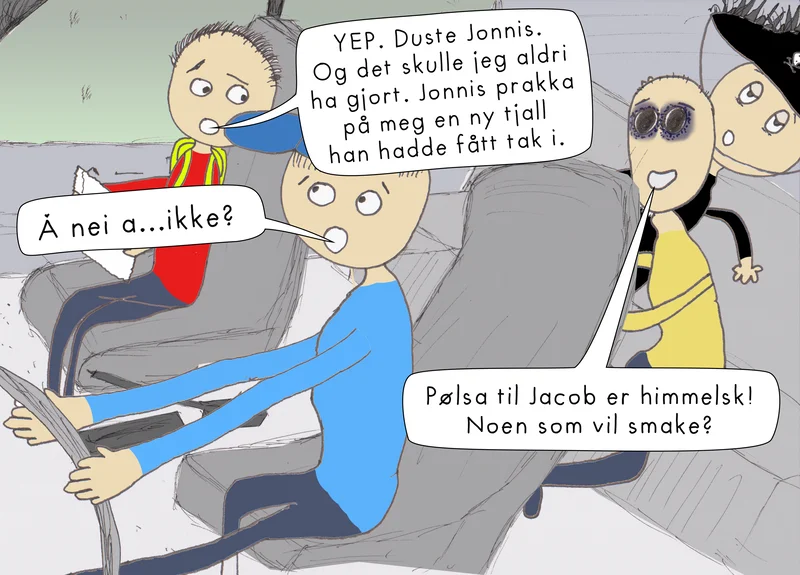 YEP. Duste Jonnis.
Og det skulle jeg aldri
ha gjort. Jonnis prakka
på meg en ny tjall
han hadde fått tak i.
Å nei a...ikke?
Pølsa til Jacob er himmelsk!
Noen som vil smake?